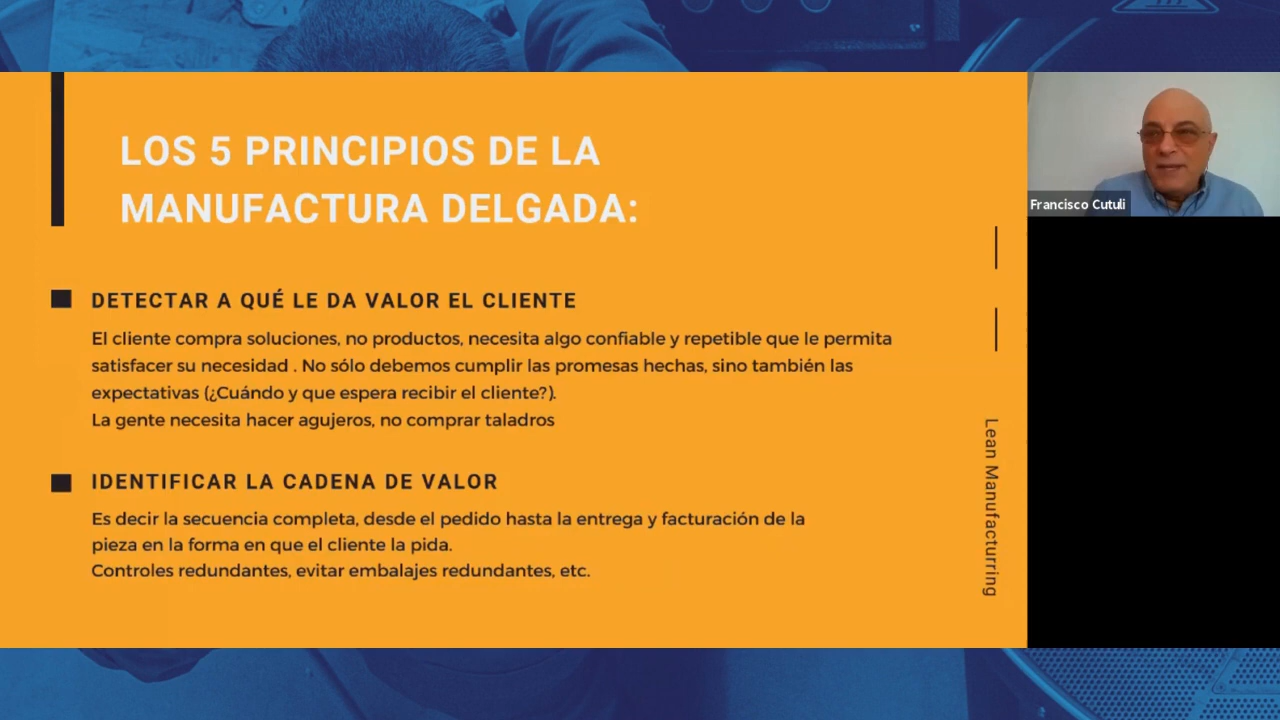 LOS 5 PRINCIPIOS DE LA
MANUFACTURA DELGADA:
DETECTAR A QUÉ LE DA VALOR EL CLIENTE
El cliente compra soluciones, no productos, necesita algo confiable y repetible que le permita
satisfacer su necesidad . No sólo debemos cumplir las promesas hechas, sino también las
expectativas (¿Cuándo y que espera recibir el cliente?).
La gente necesita hacer agujeros, no comprar taladros
IDENTIFICAR LA CADENA DE VALOR
Es decir la secuencia completa, desde el pedido hasta la entrega y facturación de la
pieza en la forma en que el cliente la pida.
Controles redundantes, evitar embalajes redundantes, etc.
Lean Manufacturring
Francisco Cutuli